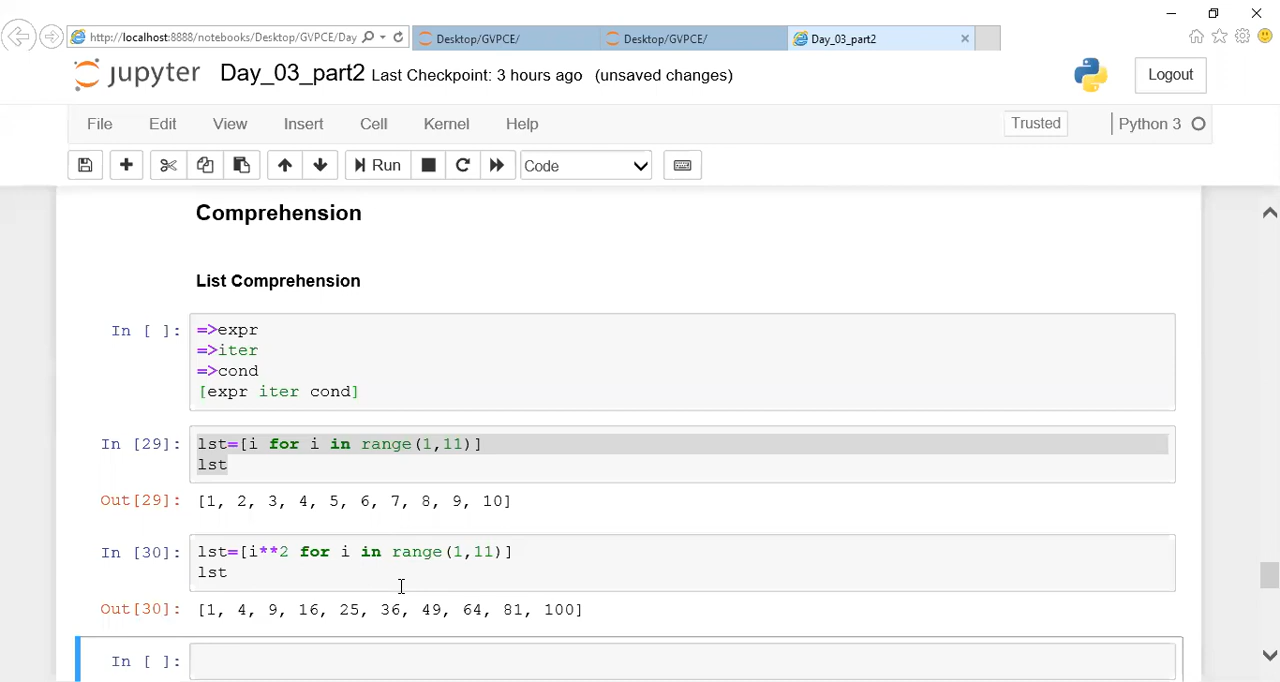 http://localhost:8888/notebooks/Desktop/GVPCE/Day
Desktop/GVPCE/
Desktop/GVPCE/
Day_03_part2
jupyter Day_03_part2 Last Checkpoint: 3 hours ago (unsaved changes)
Logout
File Edit View Insert Cell Kernel Help
Trusted
Python 3
Run
Code
Comprehension
List Comprehension
In [ ]:
=>expr
=>iter
=>cond
[expr iter cond]
In [29]:
lst=[i for i in range(1,11)]
lst
Out[29]: [1, 2, 3, 4, 5, 6, 7, 8, 9, 10]
In [30]:
lst=[i**2 for i in range(1,11)]
lst
Out[30]: [1, 4, 9, 16, 25, 36, 49, 64, 81, 100]
In [ ]: